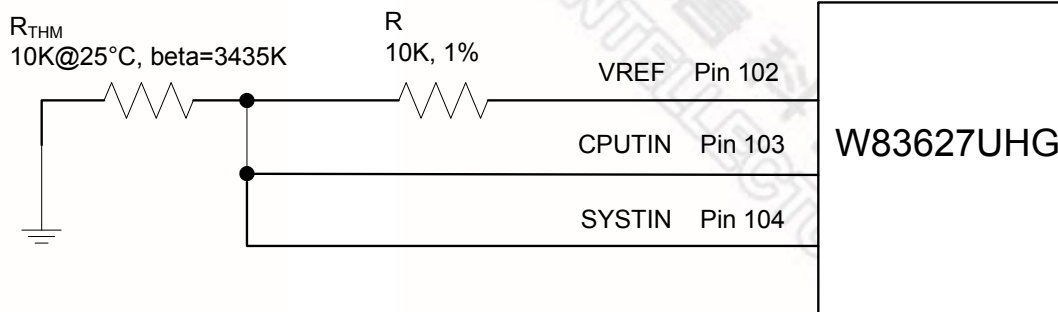 RTHM
10K@25°C, beta=3435K
R
10K, 1%
VREF Pin 102
CPUTIN Pin 103
W83627UHG
SYSTIN Pin 104